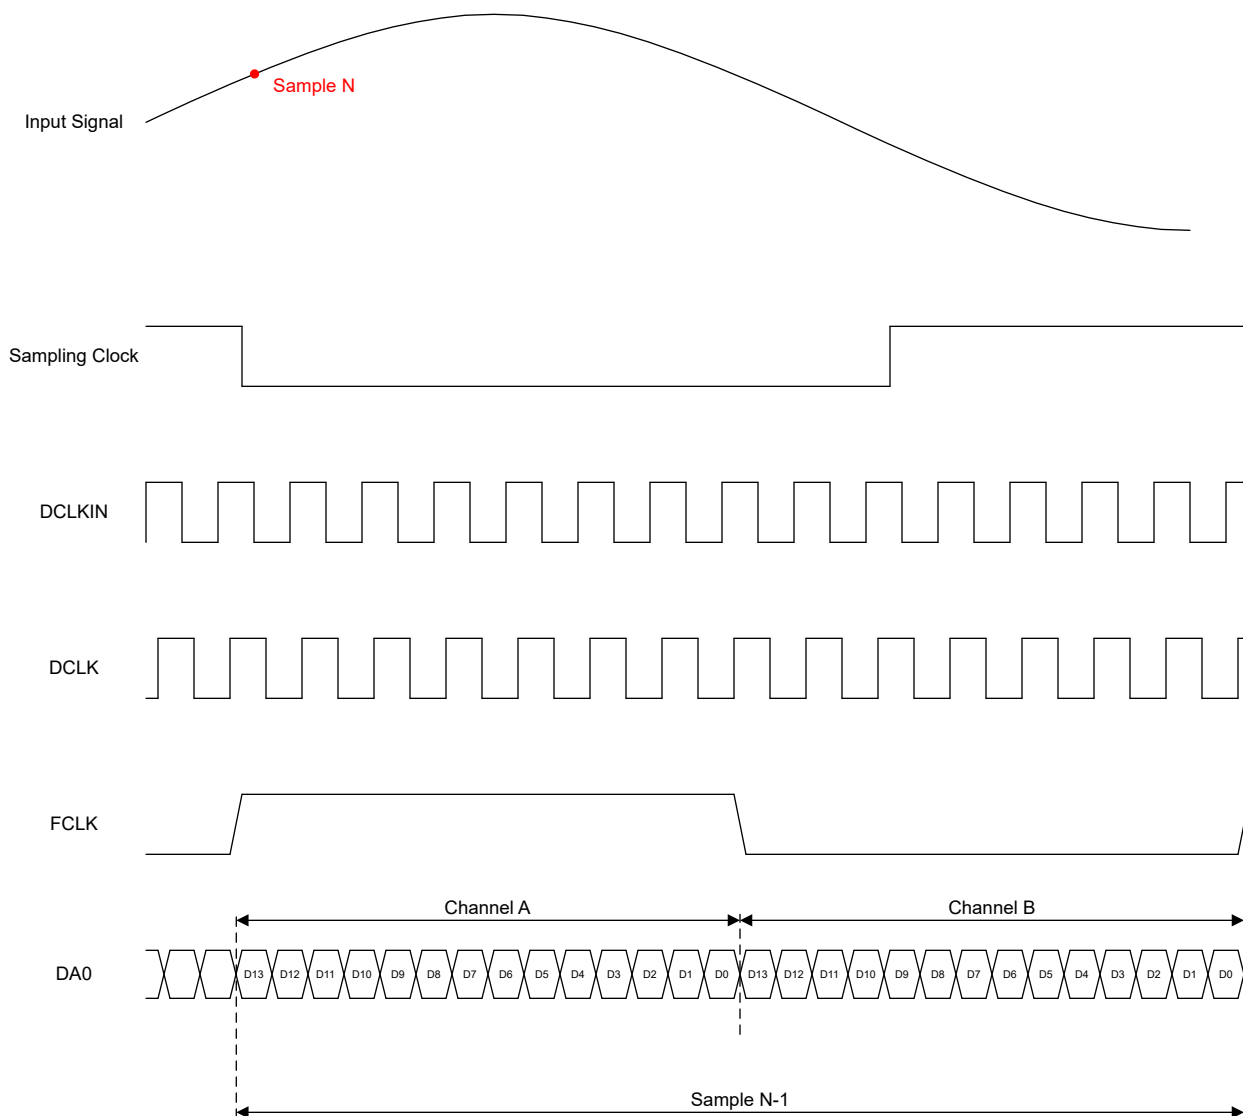 Sample N
Input Signal
Sampling Clock
DCLKIN
DCLK
FCLK
Channel A Channel B
DA0 D13 D12 D11 D10 D9 D8 D7 D6 D5 D4 D3 D2 D1 D0 D13 D12 D11 D10 D9 D8 D7 D6 D5 D4 D3 D2 D1 D0
Sample N-1